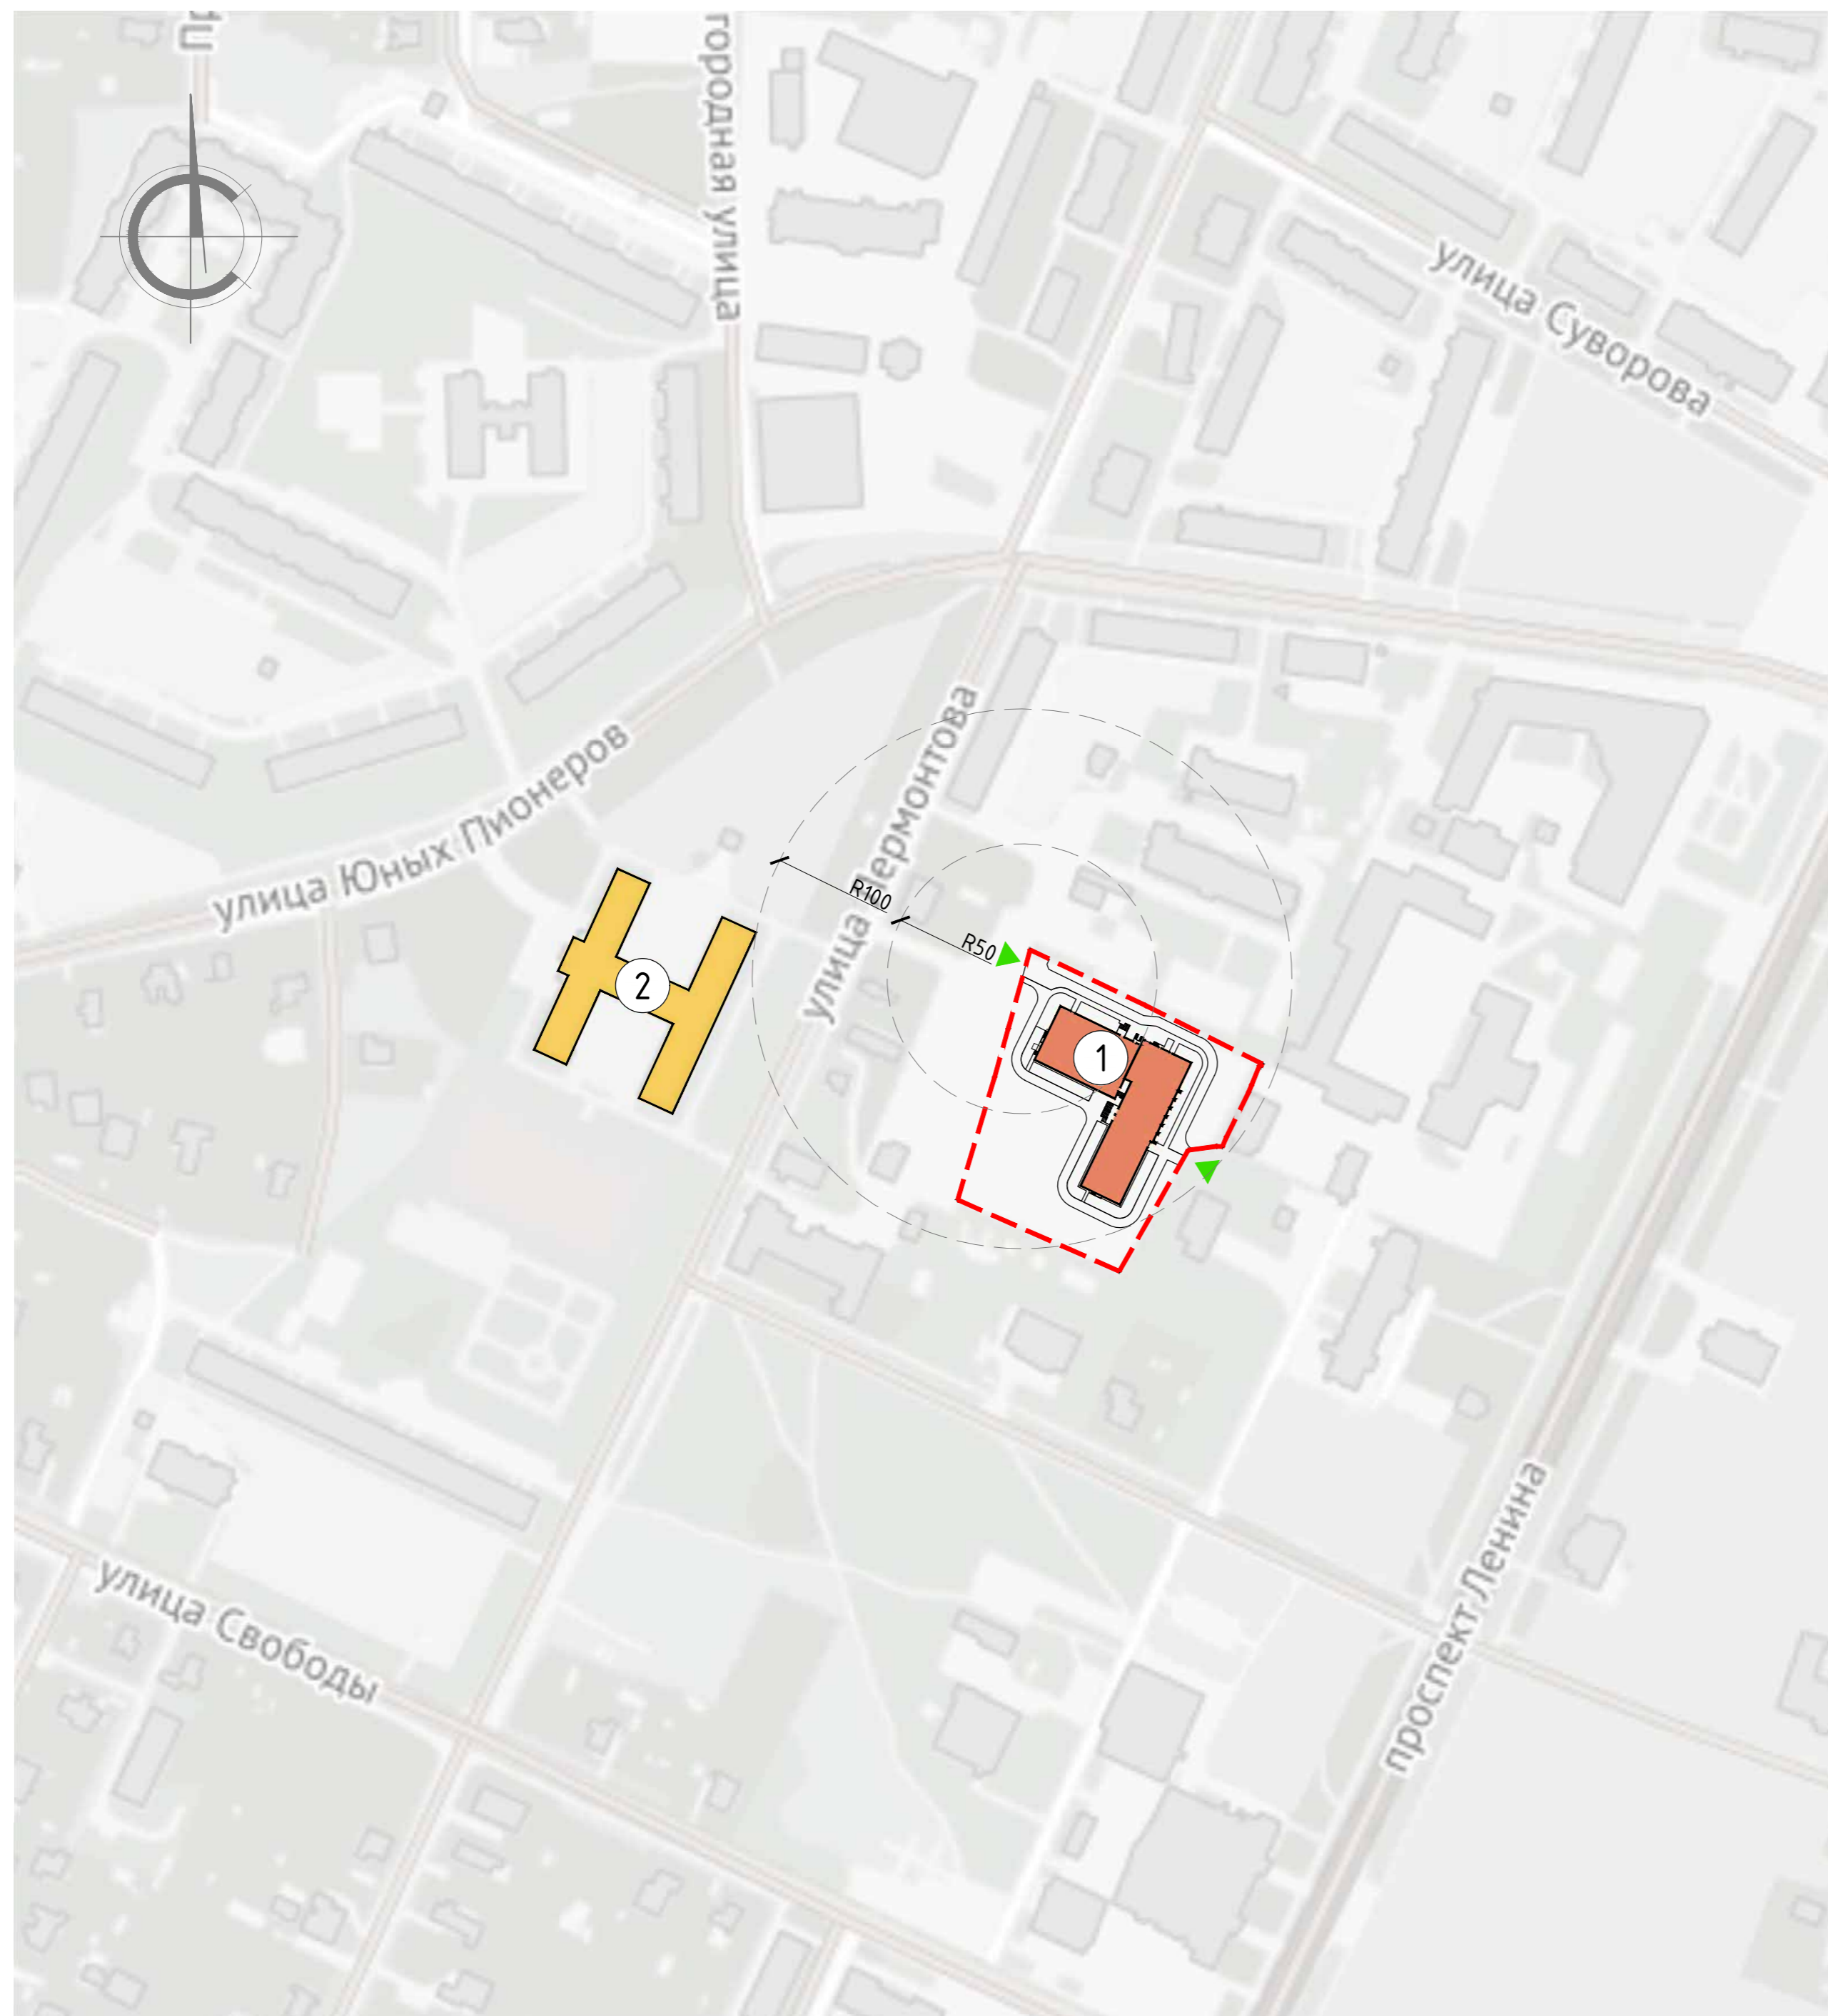 городная улица
улица Суворова
улица Юных Пионеров
улица Лермонтова
R100
R50
2
1
улица Свободы
проспект Ленина